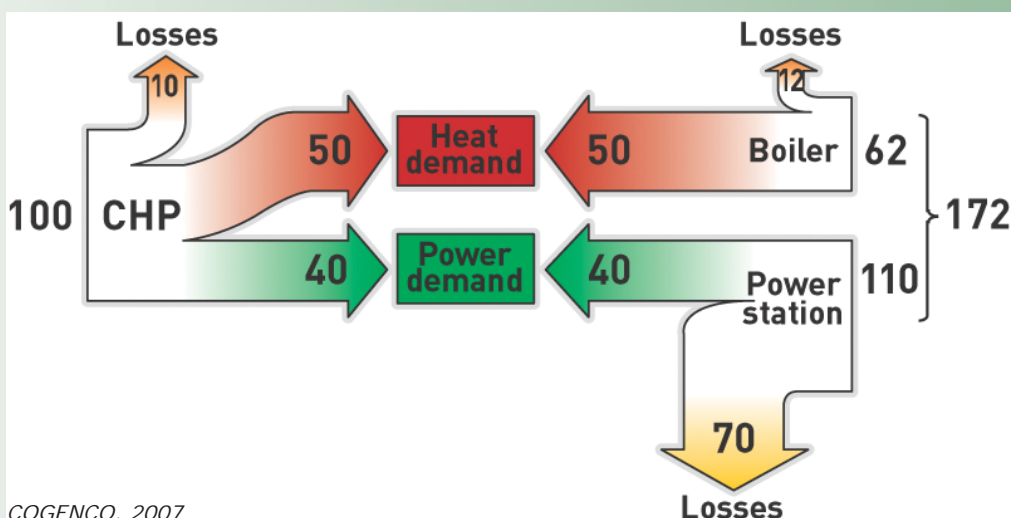 Losses
Losses
10
12
50
Heat
demand
50
Boiler
62
100
CHP
172
40
Power
demand
40
Power
station
110
70
Losses
COGENCO, 2007